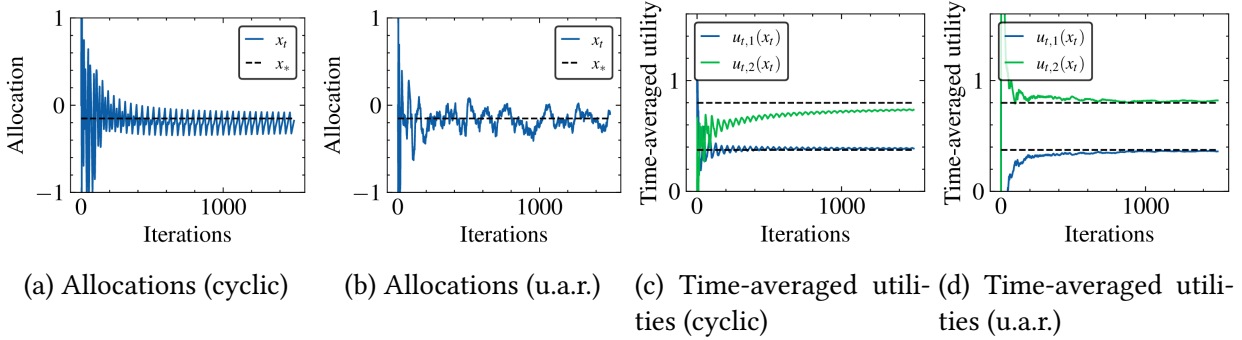 1
0
−1
Allocation
x_t
x_*
0
1000
Iterations
(a) Allocations (cyclic)
1
0
−1
Allocation
x_t
x_*
0
1000
Iterations
(b) Allocations (u.a.r.)
1
0
Time-averaged utility
u_{t,1}(x_t)
u_{t,2}(x_t)
0
1000
Iterations
(c) Time-averaged utili-
ties (cyclic)
1
0
Time-averaged utility
u_{t,1}(x_t)
u_{t,2}(x_t)
0
1000
Iterations
(d) Time-averaged utili-
ties (u.a.r.)